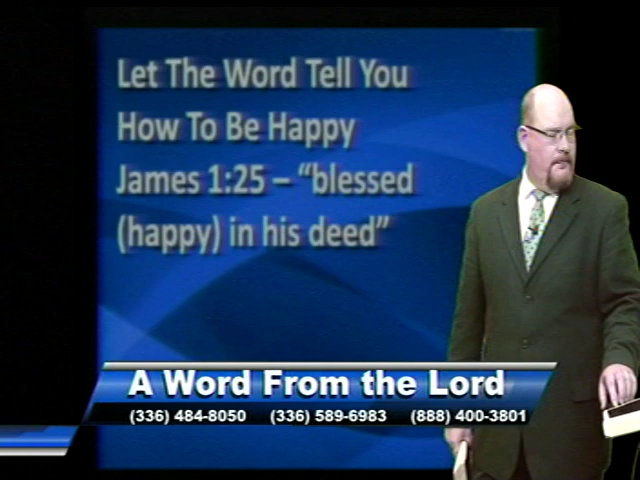 Let The Word Tell You
How To Be Happy
James 1:25 – “blessed
(happy) in his deed”
A Word From the Lord
(336) 484-8050 (336) 589-6983 (888) 400-3801